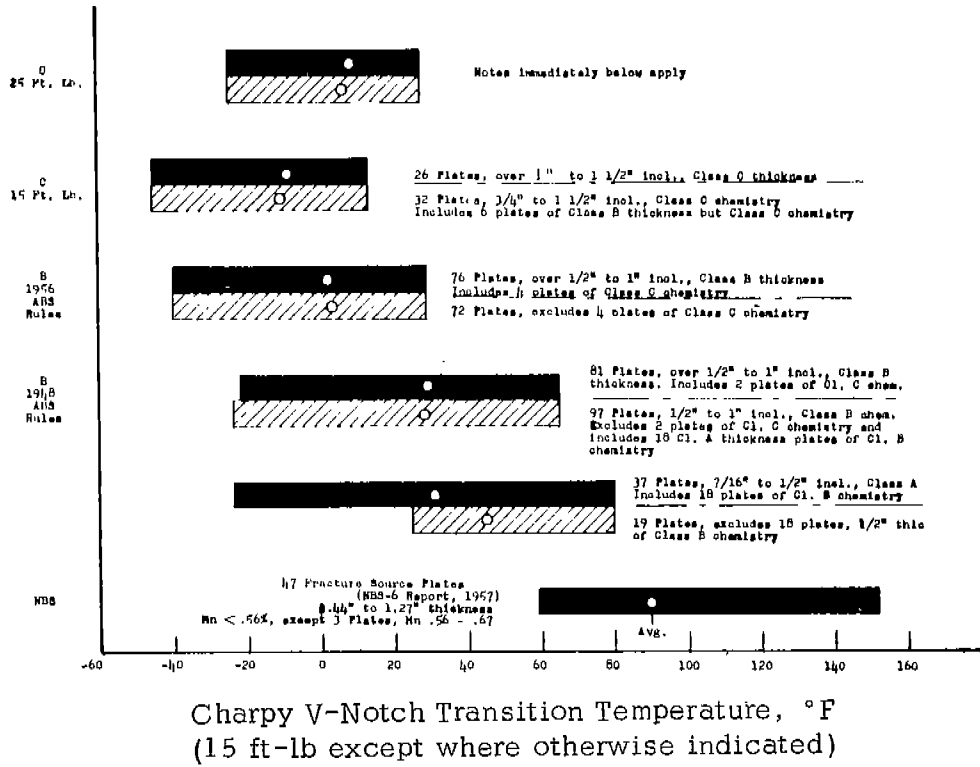 C
25 Ft. Lb.
Notes immediately below apply
C
15 Ft. Lb.
26 Plates, over 1" to 1 1/2" incl., Class C thickness
32 Plates, 3/4" to 1 1/2" incl., Class C chemistry
Includes 6 plates of Class B thickness but Class C chemistry
B
1956
ABS
Rules
76 Plates, over 1/2" to 1" incl., Class B thickness
Includes 4 plates of Class C chemistry
72 Plates, excludes 4 plates of Class C chemistry
B
1948
ABS
Rules
81 Plates, over 1/2" to 1" incl., Class B
thickness. Includes 2 plates of Cl. C chem.
97 Plates, 1/2" to 1" incl., Class B chem.
Excludes 2 plates of Cl. C chemistry and
includes 18 Cl. A thickness plates of Cl. B
chemistry
37 Plates, 7/16" to 1/2" incl., Class A
Includes 18 plates of Cl. B chemistry
19 Plates, excludes 18 plates, 1/2" thic
of Class B chemistry
NBS
47 Fracture Source Plates
(NBS-6 Report, 1957)
0.44" to 1.27" thickness
Mn < .56%, except 3 Plates, Mn .56 - .67
Avg.
-60 -40 -20 0 20 40 60 80 100 120 140 160
Charpy V-Notch Transition Temperature, °F
(15 ft-lb except where otherwise indicated)